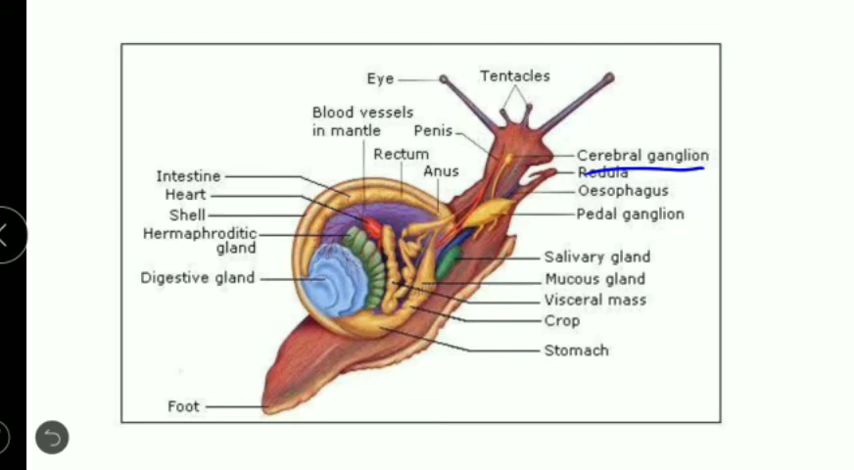 Eye
Tentacles
Blood vessels
in mantle
Penis
Rectum
Cerebral ganglion
Anus
Redula
Intestine
Oesophagus
Heart
Shell
Pedal ganglion
Hermaphroditic
gland
Salivary gland
Digestive gland
Mucous gland
Visceral mass
Crop
Stomach
Foot